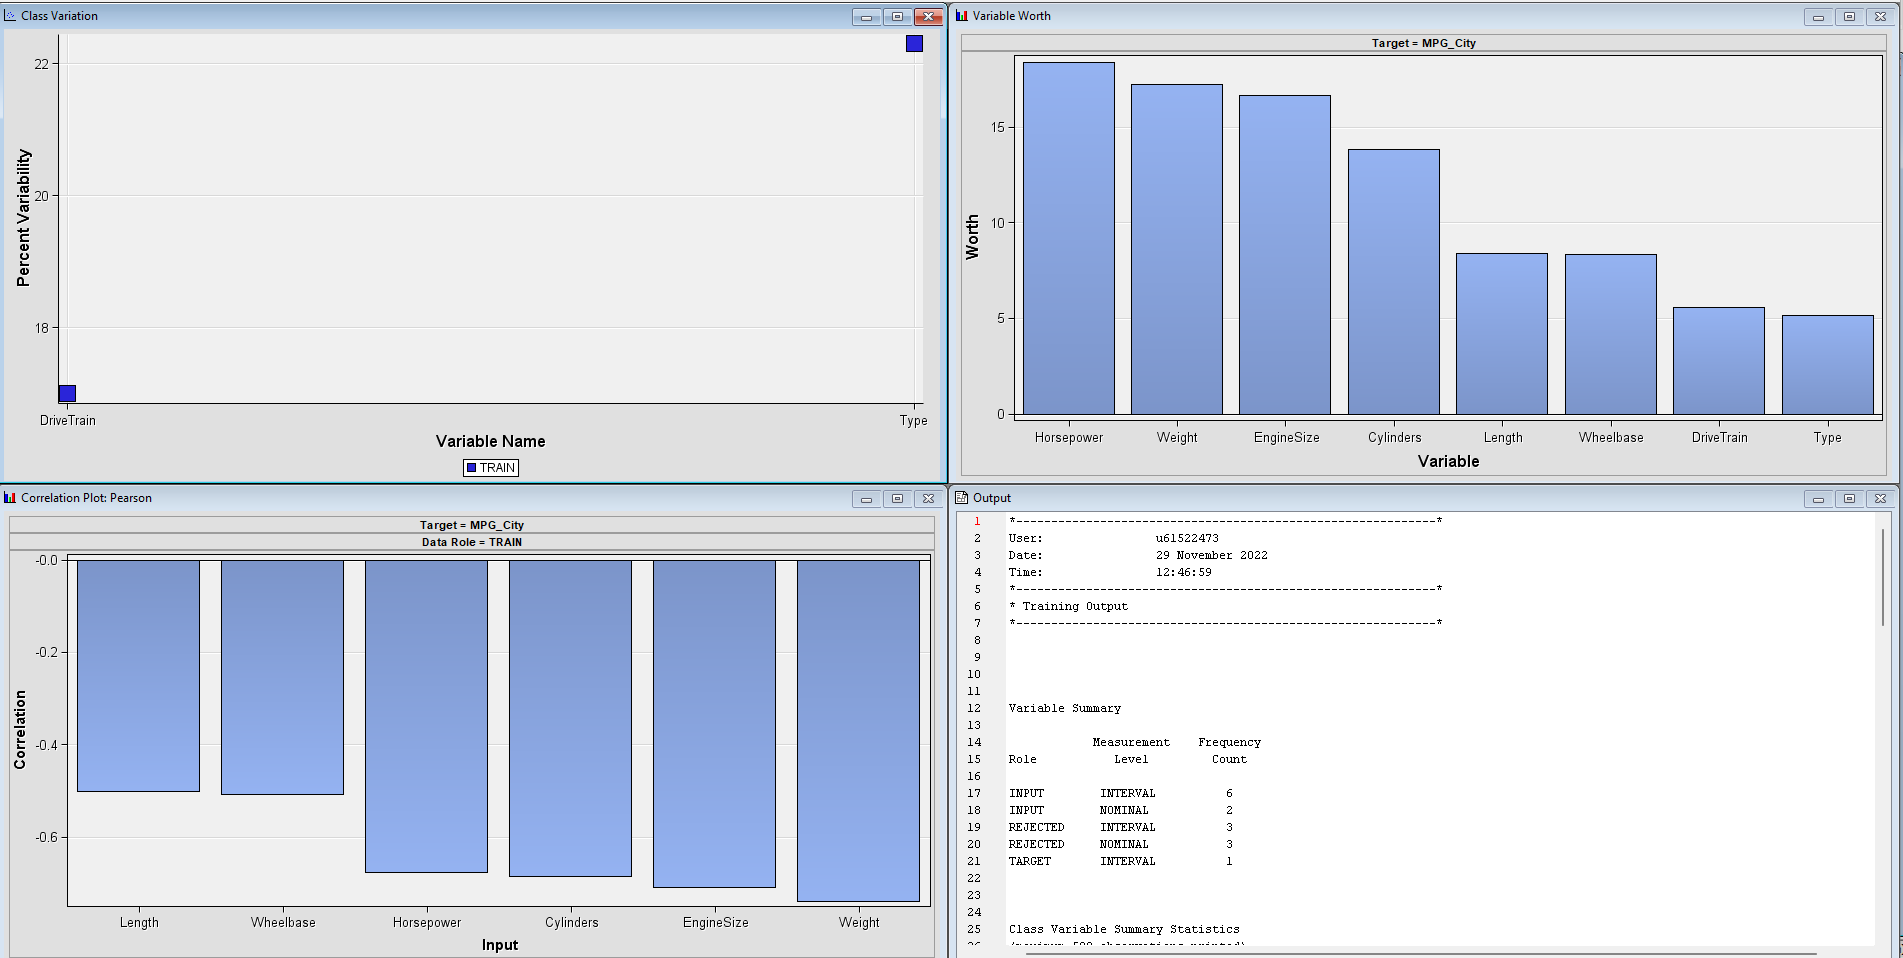 Class Variation
22
20
18
Percent Variability
DriveTrain
Type
Variable Name
TRAIN
Variable Worth
Target = MPG_City
15
10
5
0
Worth
Horsepower
Weight
EngineSize
Cylinders
Length
Wheelbase
DriveTrain
Type
Variable
Correlation Plot: Pearson
Target = MPG_City
Data Role = TRAIN
-0.0
-0.2
-0.4
-0.6
Correlation
Length
Wheelbase
Horsepower
Cylinders
EngineSize
Weight
Input
Output
1 *------------------------------------------------------------*
2 User: u61522473
3 Date: 29 November 2022
4 Time: 12:46:59
5 *------------------------------------------------------------*
6 * Training Output
7 *------------------------------------------------------------*
8
9
10
11
12 Variable Summary
13
14 Measurement Frequency
15 Role Level Count
16
17 INPUT INTERVAL 6
18 INPUT NOMINAL 2
19 REJECTED INTERVAL 3
20 REJECTED NOMINAL 3
21 TARGET INTERVAL 1
22
23
24
25 Class Variable Summary Statistics